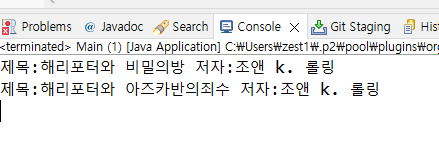 Problems @ Javadoc Search Console Git Staging Hist
<terminated> Main (1) [Java Application] C:₩Users₩zest1₩.p2₩pool₩plugins₩or
제목:해리포터와 비밀의방 저자:조앤 k. 롤링
제목:해리포터와 아즈카반의죄수 저자:조앤 k. 롤링